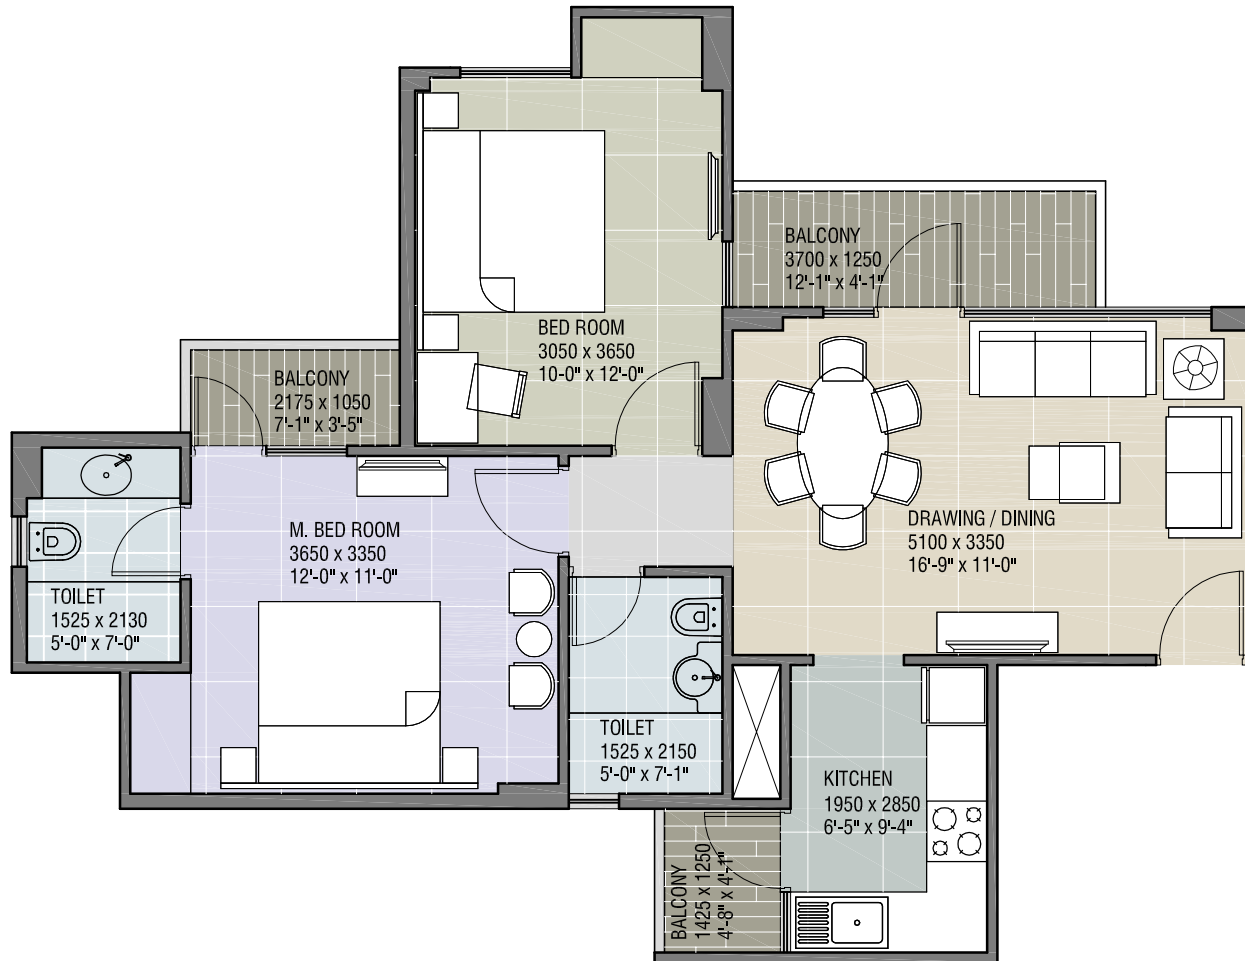 BALCONY
3700 x 1250
12'-1" x 4'-1"
BED ROOM
3050 x 3650
10-0" x 12'-0"
BALCONY
2175 x 1050
7'-1" x 3'-5"
M. BED ROOM
3650 x 3350
12'-0" x 11'-0"
DRAWING / DINING
5100 x 3350
16'-9" x 11'-0"
TOILET
1525 x 2130
5'-0" x 7'-0"
TOILET
1525 x 2150
5'-0" x 7'-1"
KITCHEN
1950 x 2850
6'-5" x 9'-4"
BALCONY
1425 x 1250
4'-8" x 4'-1"